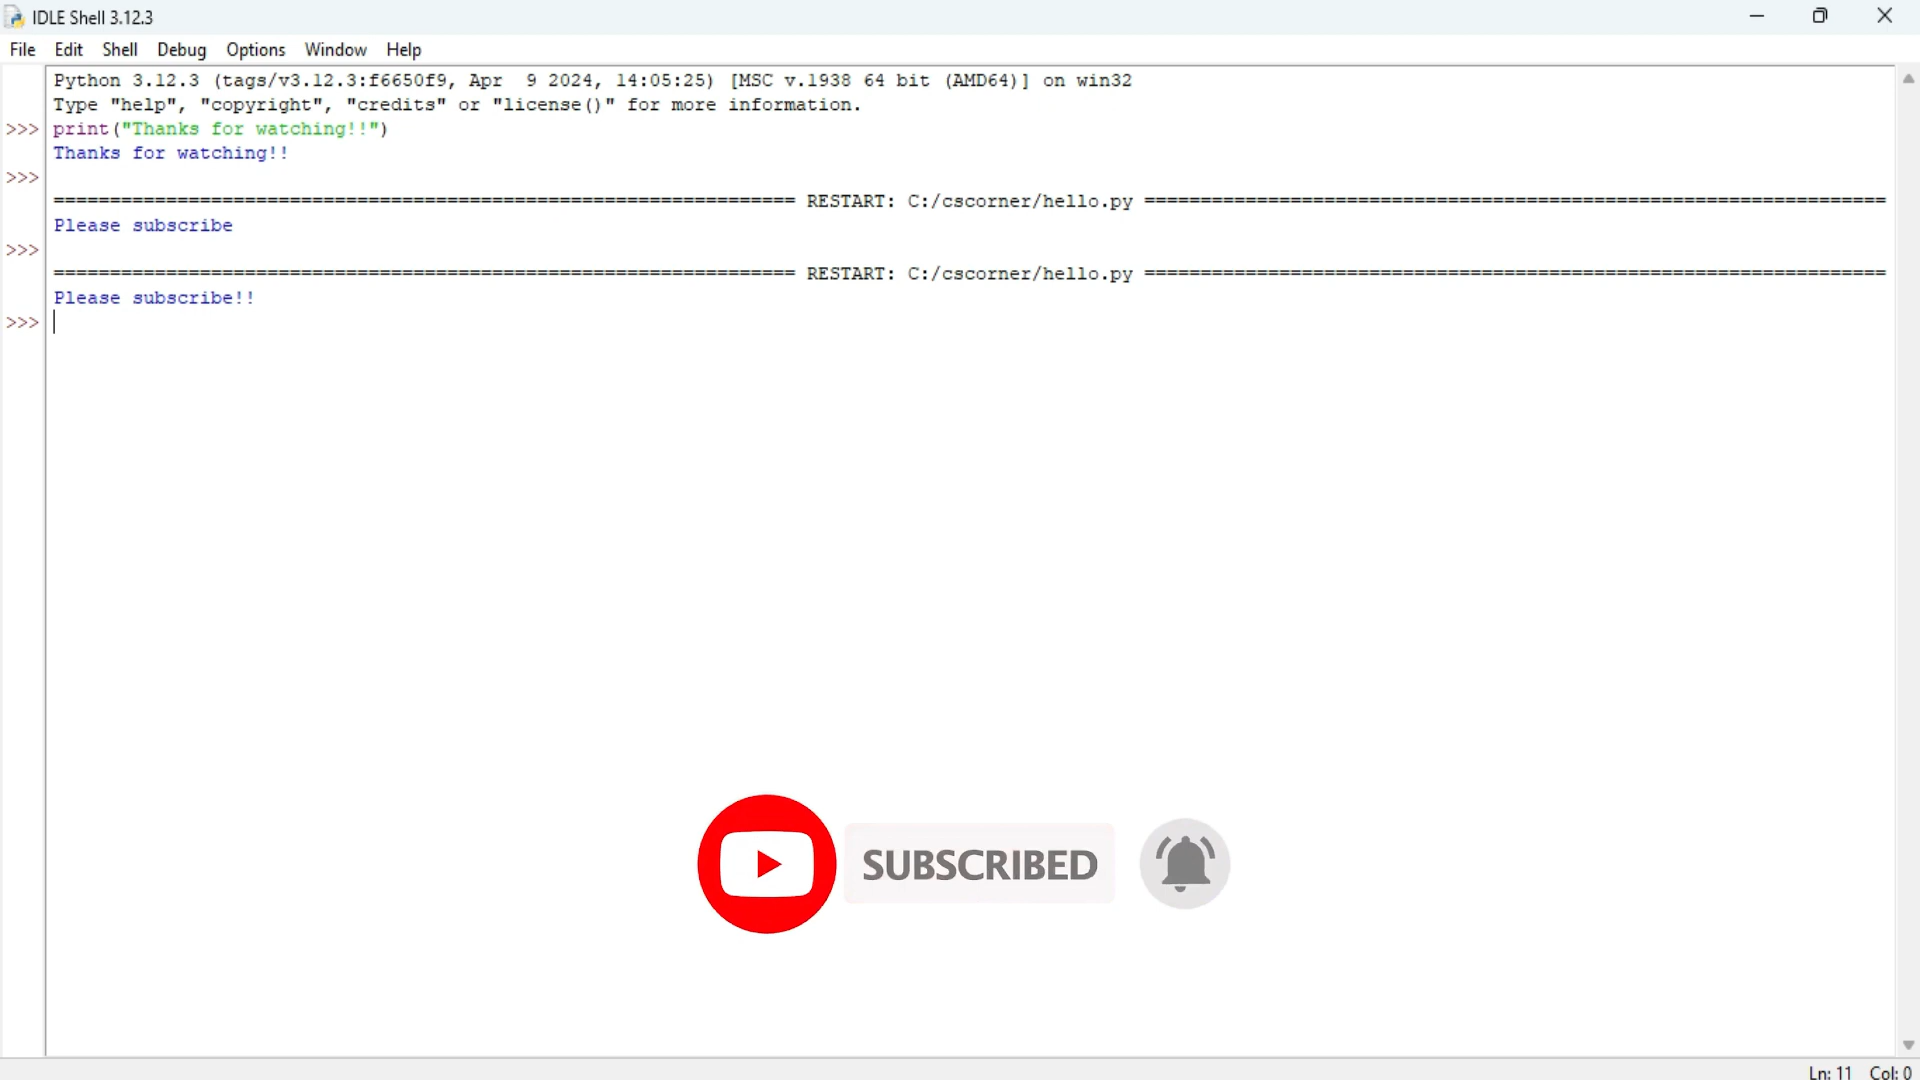 IDLE Shell 3.12.3
File Edit Shell Debug Options Window Help
Python 3.12.3 (tags/v3.12.3:f6650f9, Apr  9 2024, 14:05:25) [MSC v.1938 64 bit (AMD64)] on win32
Type "help", "copyright", "credits" or "license()" for more information.
>>> print("Thanks for watching!!")
Thanks for watching!!
>>>
================================================================== RESTART: C:/cscorner/hello.py ==================================================================
Please subscribe
>>>
================================================================== RESTART: C:/cscorner/hello.py ==================================================================
Please subscribe!!
>>>
SUBSCRIBED
Ln: 11 Col: 0